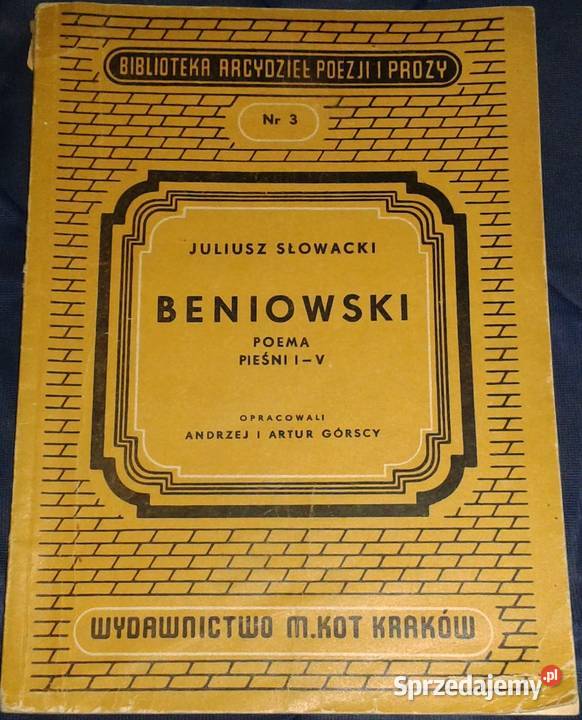 BIBLIOTEKA ARCYDZIEŁ POEZJI I PROZY
Nr 3
JULIUSZ SŁOWACKI
BENIOWSKI
POEMA
PIEŚNI I – V
OPRACOWALI
ANDRZEJ I ARTUR GÓRSCY
WYDAWNICTWO M. KOT KRAKÓW
Sprzedajemy.pl